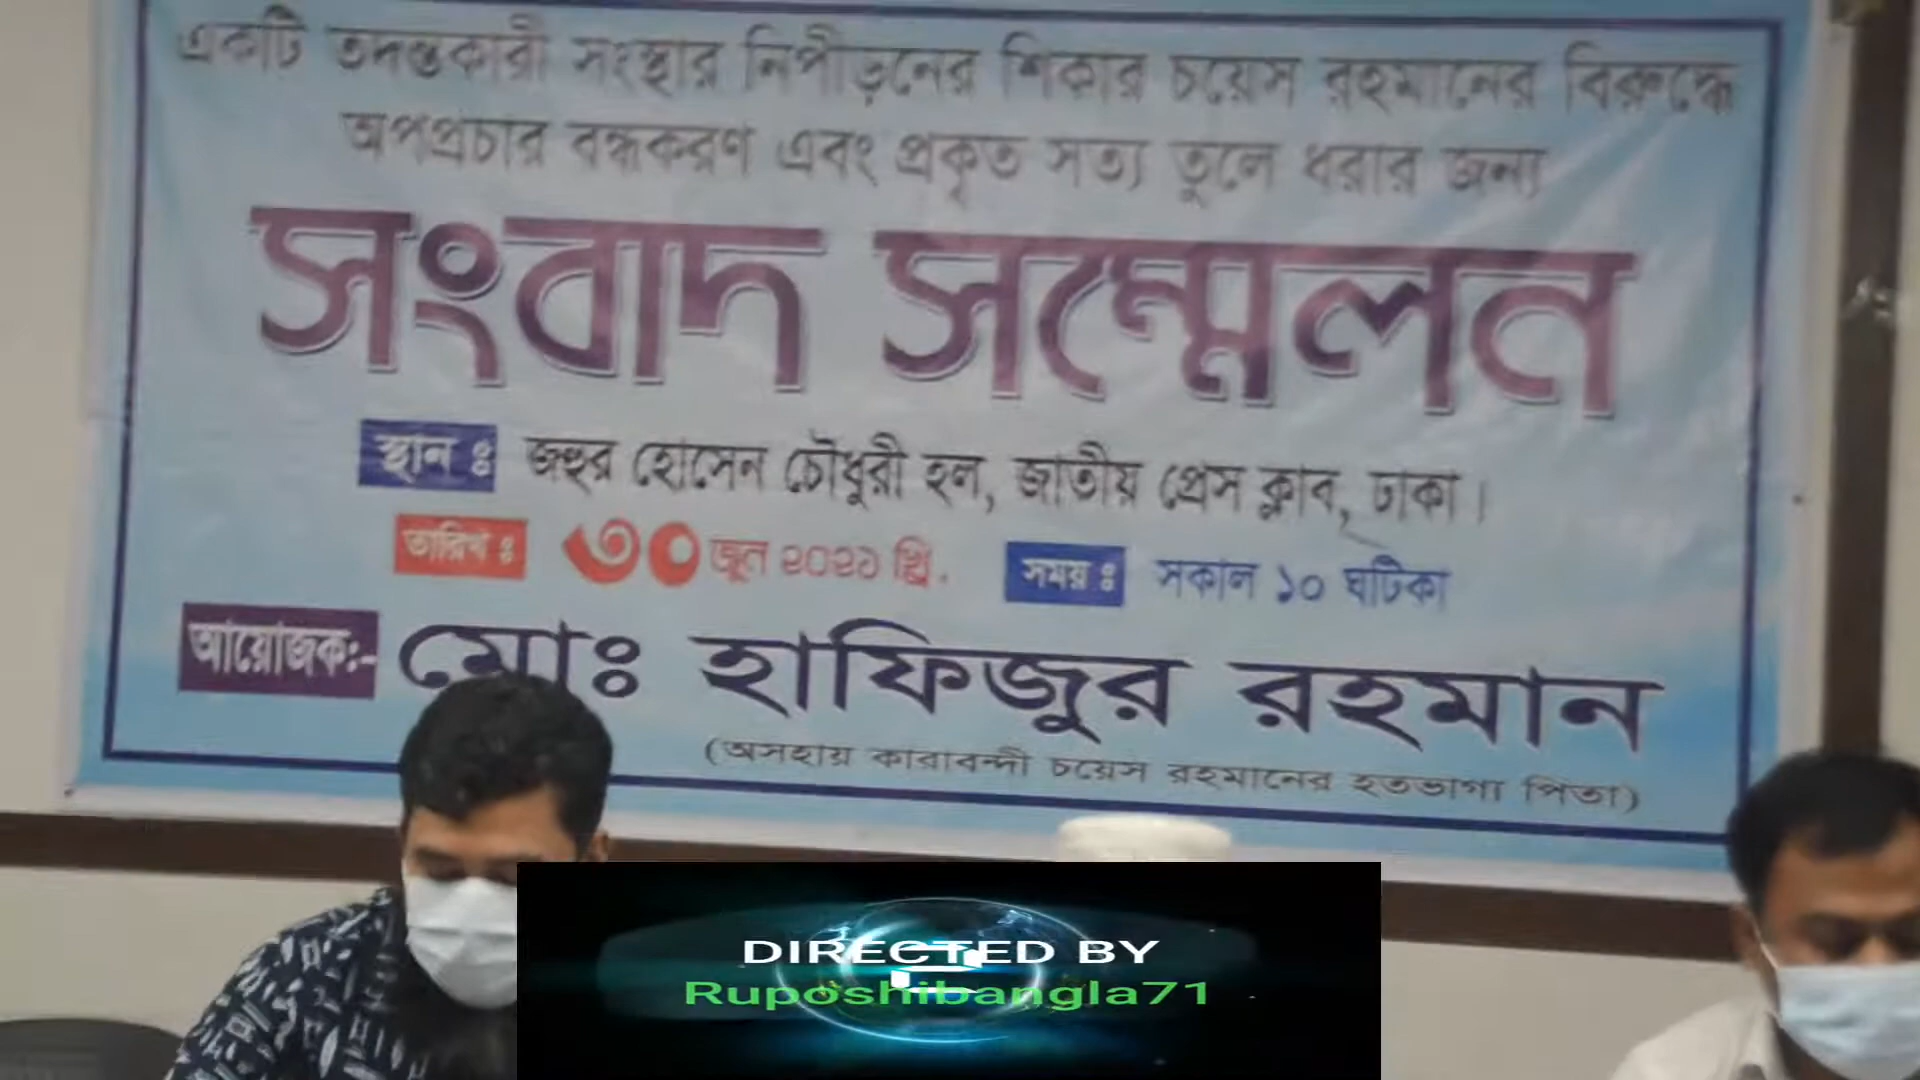 একটি তদন্তকারী সংস্থার নিপীড়নের শিকার চয়েস রহমানের বিরুদ্ধে
অপপ্রচার বন্ধকরণ এবং প্রকৃত সত্য তুলে ধরার জন্য
সংবাদ সম্মেলন
স্থান ঃ জহুর হোসেন চৌধুরী হল, জাতীয় প্রেস ক্লাব, ঢাকা।
তারিখ ঃ ৩০ জুন ২০২১ খ্রি. সময় ঃ সকাল ১০ ঘটিকা
আয়োজক:- মোঃ হাফিজুর রহমান
(অসহায় কারাবন্দী চয়েস রহমানের হতভাগা পিতা)
DIRECTED BY
Ruposhibangla71